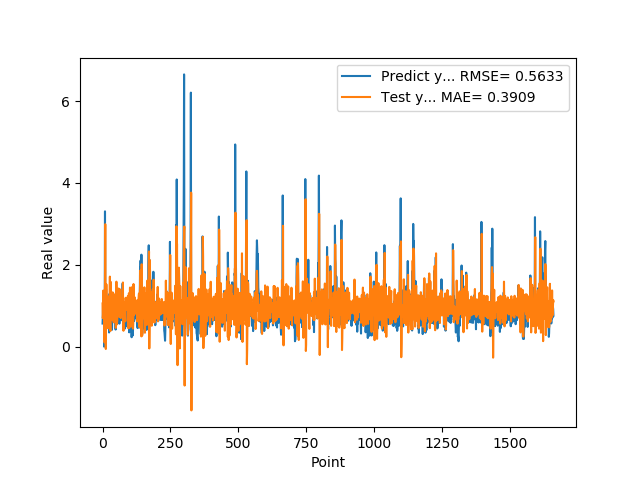 Predict y... RMSE= 0.5633
Test y... MAE= 0.3909
6
4
2
0
Real value
0 250 500 750 1000 1250 1500
Point